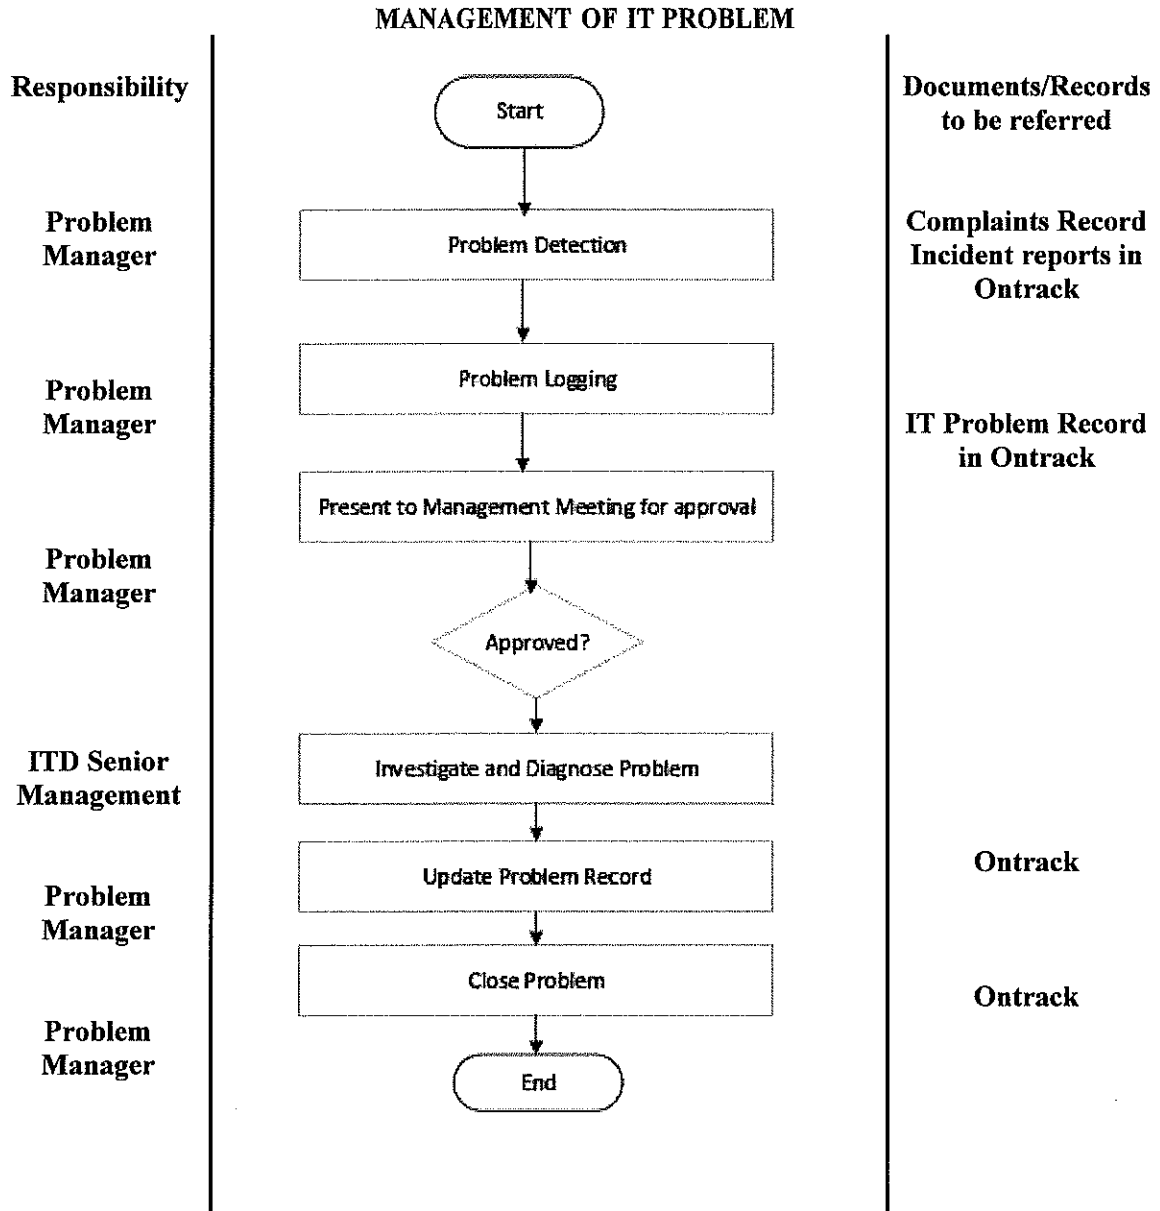 MANAGEMENT OF IT PROBLEM
Responsibility
Start
Documents/Records
to be referred
Problem
Manager
Problem Detection
Complaints Record
Incident reports in
Ontrack
Problem
Manager
Problem Logging
IT Problem Record
in Ontrack
Present to Management Meeting for approval
Problem
Manager
Approved?
ITD Senior
Management
Investigate and Diagnose Problem
Problem
Manager
Update Problem Record
Ontrack
Close Problem
Ontrack
Problem
Manager
End